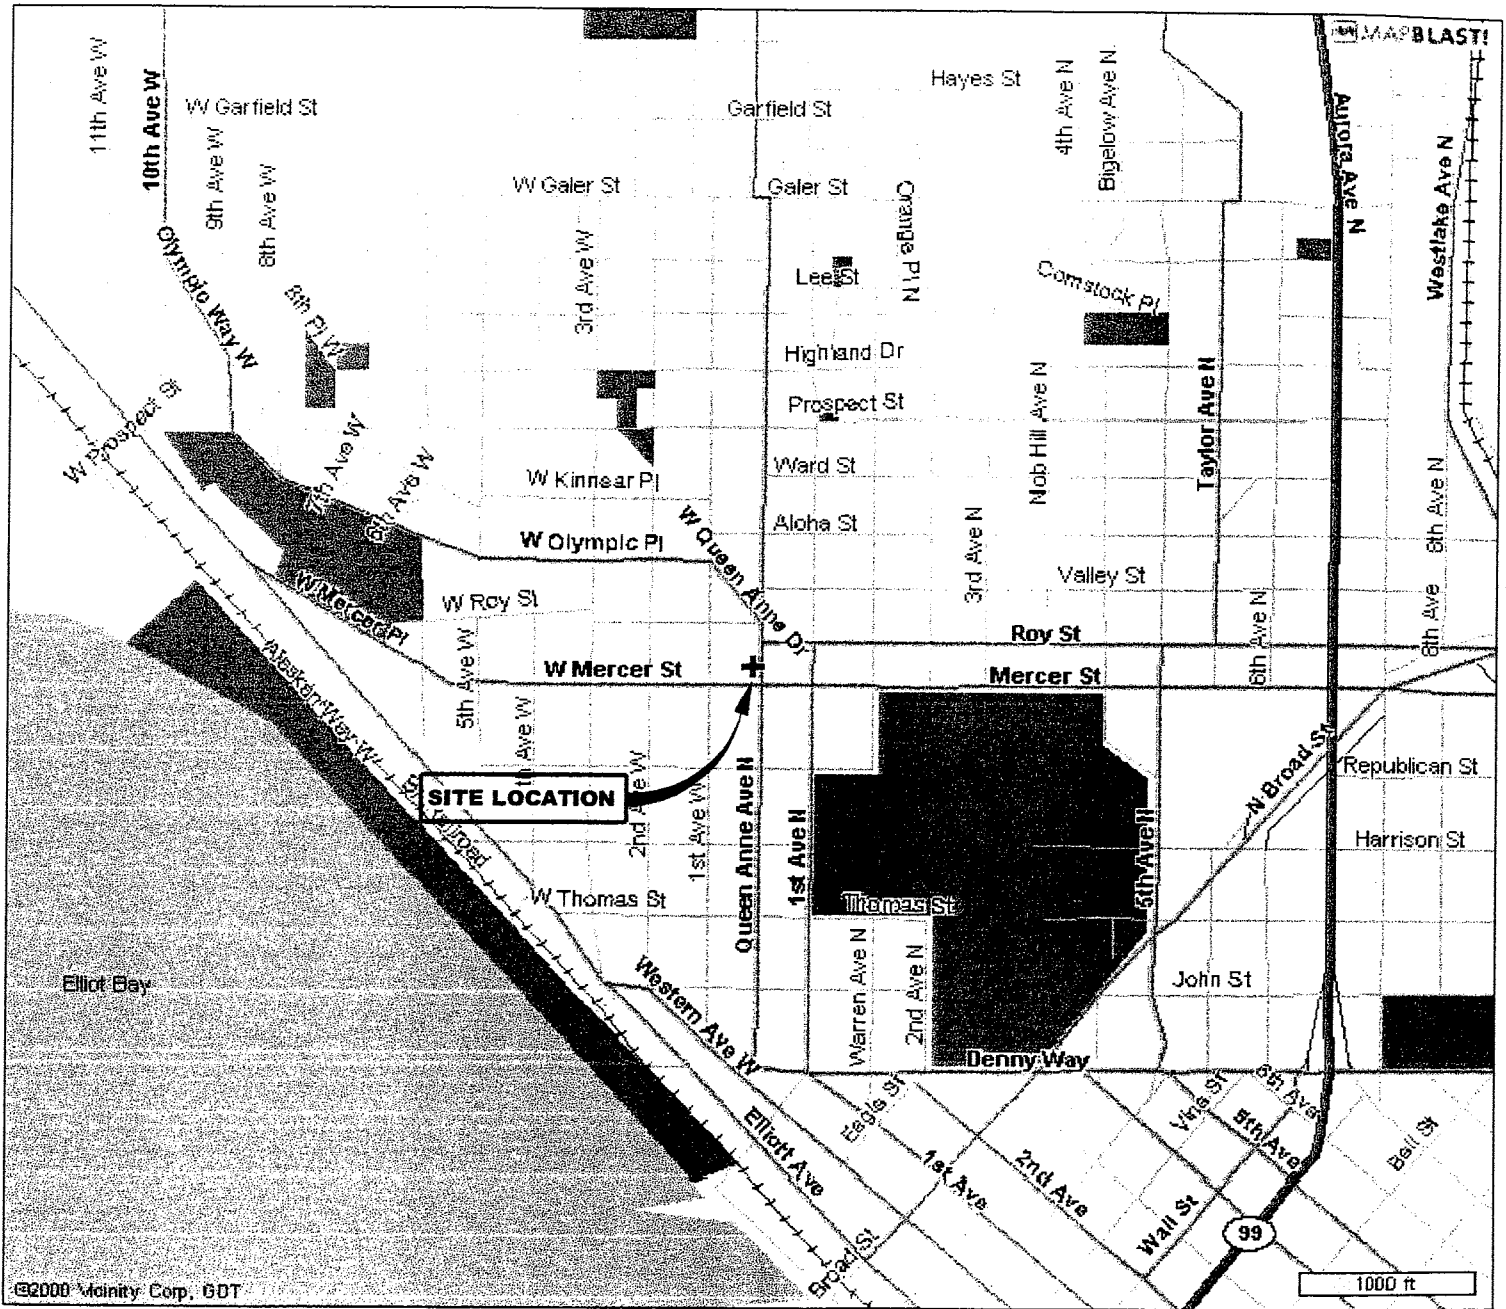 MAPBLAST!
11th Ave W
10th Ave W
W Garfield St
Garfield St
Hayes St
4th Ave N
Bigelow Ave N
Aurora Ave N
Westlake Ave N
9th Ave W
8th Ave W
W Galer St
Galer St
Orange Pl N
Olympic Way W
8th Pl W
3rd Ave W
Lee St
Comstock Pl
Highland Dr
W Prospect St
Prospect St
Nob Hill Ave N
Taylor Ave N
7th Ave W
6th Ave W
W Kinnear Pl
Ward St
8th Ave N
W Olympic Pl
W Queen Anne Dr
Aloha St
3rd Ave N
Valley St
W Mercer Pl
W Roy St
Roy St
6th Ave N
8th Ave
5th Ave W
W Mercer St
Mercer St
Alaskan Way W
th Ave W
2nd Ave W
1st Ave W
SITE LOCATION
Queen Anne Ave N
1st Ave N
5th Ave N
N Broad St
Republican St
Harrison St
W Thomas St
Thomas St
Elliot Bay
Western Ave W
Warren Ave N
2nd Ave N
John St
Denny Way
Elliott Ave
Eagle St
1st Ave
2nd Ave
Vine St
6th Ave
5th Ave
Wall St
Bell St
Broad St
99
©2000 Vicinity Corp, GDT
1000 ft